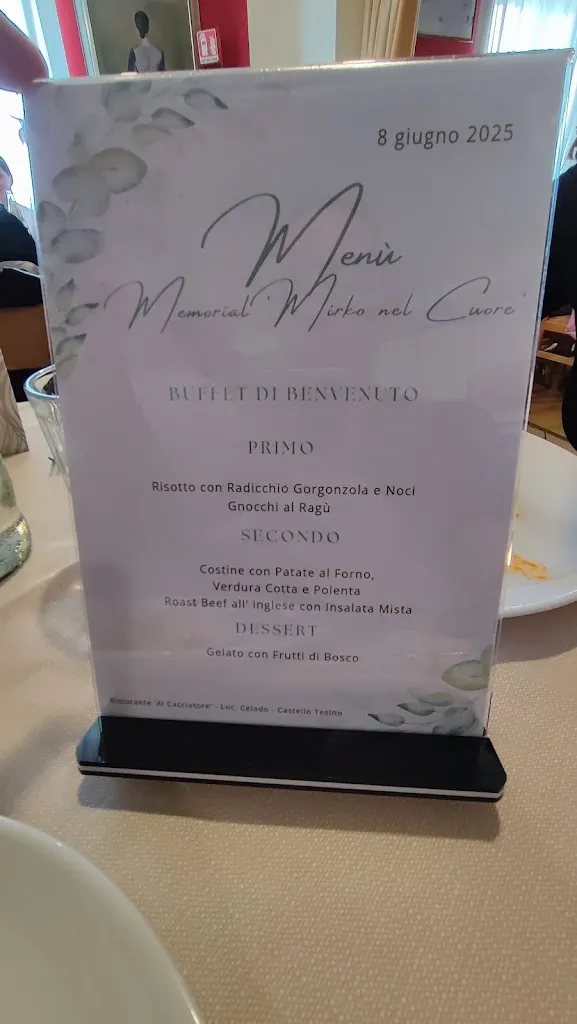 8 giugno 2025
Menù
Memorial 'Mirko nel Cuore'
BUFFET DI BENVENUTO
PRIMO
Risotto con Radicchio Gorgonzola e Noci
Gnocchi al Ragù
SECONDO
Costine con Patate al Forno,
Verdura Cotta e Polenta
Roast Beef all' inglese con Insalata Mista
DESSERT
Gelato con Frutti di Bosco
Ristorante 'Al Cacciatore' - Loc. Celado - Castello Tesino